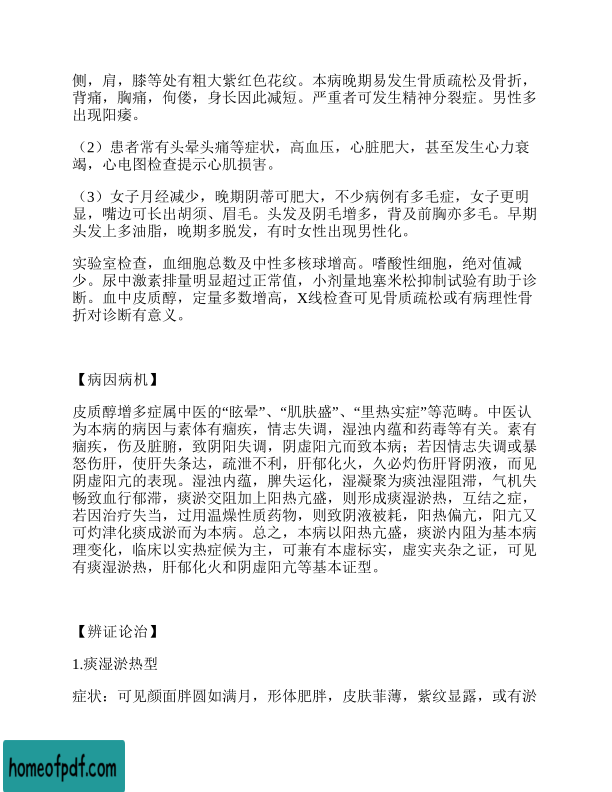 侧，肩，膝等处有粗大紫红色花纹。本病晚期易发生骨质疏松及骨折，
背痛，胸痛，佝偻，身长因此减短。严重者可发生精神分裂症。男性多
出现阳痿。
（2）患者常有头晕头痛等症状，高血压，心脏肥大，甚至发生心力衰
竭，心电图检查提示心肌损害。
（3）女子月经减少，晚期阴蒂可肥大，不少病例有多毛症，女子更明
显，嘴边可长出胡须、眉毛。头发及阴毛增多，背及前胸亦多毛。早期
头发上多油脂，晚期多脱发，有时女性出现男性化。
实验室检查，血细胞总数及中性多核球增高。嗜酸性细胞，绝对值减
少。尿中激素排量明显超过正常值，小剂量地塞米松抑制试验有助于诊
断。血中皮质醇，定量多数增高，X线检查可见骨质疏松或有病理性骨
折对诊断有意义。
【病因病机】
皮质醇增多症属中医的“眩晕”、“肌肤盛”、“里热实症”等范畴。中医认
为本病的病因与素体有痼疾，情志失调，湿浊内蕴和药毒等有关。素有
痼疾，伤及脏腑，致阴阳失调，阴虚阳亢而致本病；若因情志失调或暴
怒伤肝，使肝失条达，疏泄不利，肝郁化火，久必灼伤肝肾阴液，而见
阴虚阳亢的表现。湿浊内蕴，脾失运化，湿凝聚为痰浊湿阻滞，气机失
畅致血行郁滞，痰淤交阻加上阳热亢盛，则形成痰湿淤热，互结之症，
若因治疗失当，过用温燥性质药物，则致阴液被耗，阳热偏亢，阳亢又
可灼津化痰成淤而为本病。总之，本病以阳热亢盛，痰淤内阻为基本病
理变化，临床以实热症候为主，可兼有本虚标实，虚实夹杂之证，可见
有痰湿淤热，肝郁化火和阴虚阳亢等基本证型。
【辨证论治】
1.痰湿淤热型
症状：可见颜面胖圆如满月，形体肥胖，皮肤菲薄，紫纹显露，或有淤
homeofpdf.com